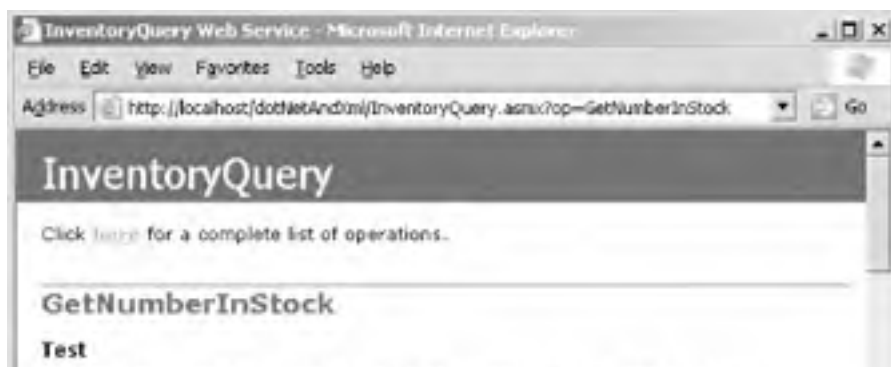 InventoryQuery Web Service - Microsoft Internet Explorer
File Edit View Favorites Tools Help
Address http://localhost/dotNetAndXml/InventoryQuery.asmx?op=GetNumberInStock Go
InventoryQuery
Click here for a complete list of operations.
GetNumberInStock
Test